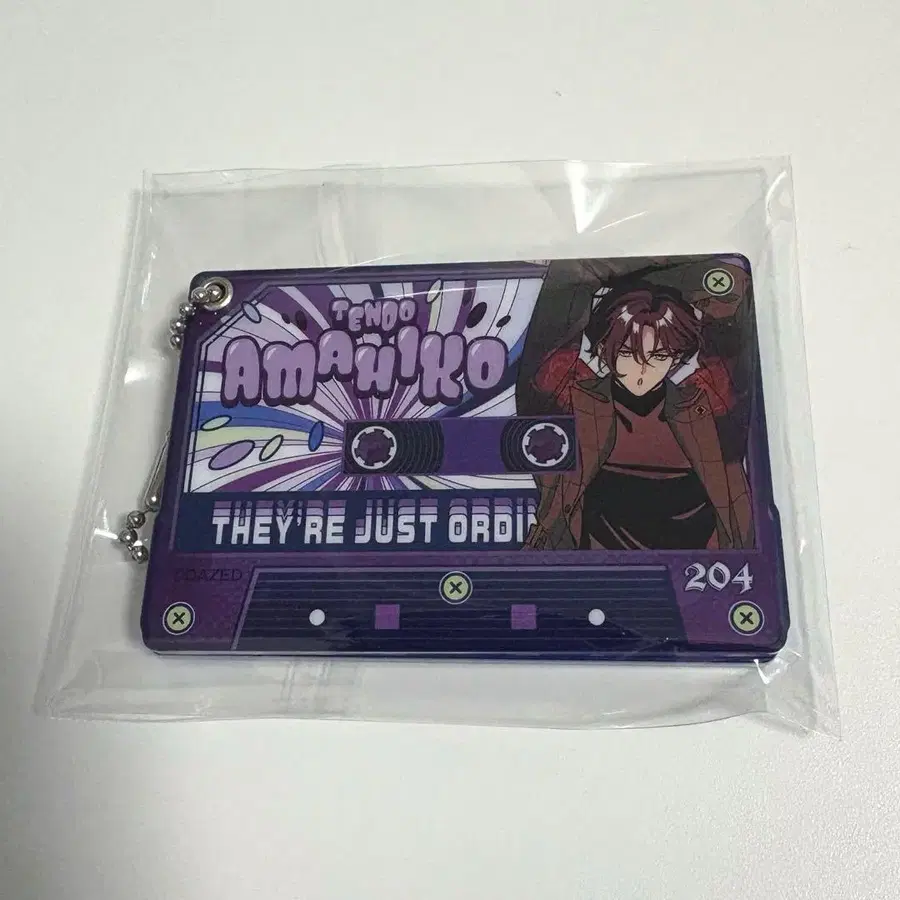 TENDO
AMAHIKO
THEY'RE JUST ORDI
©DAZED
204